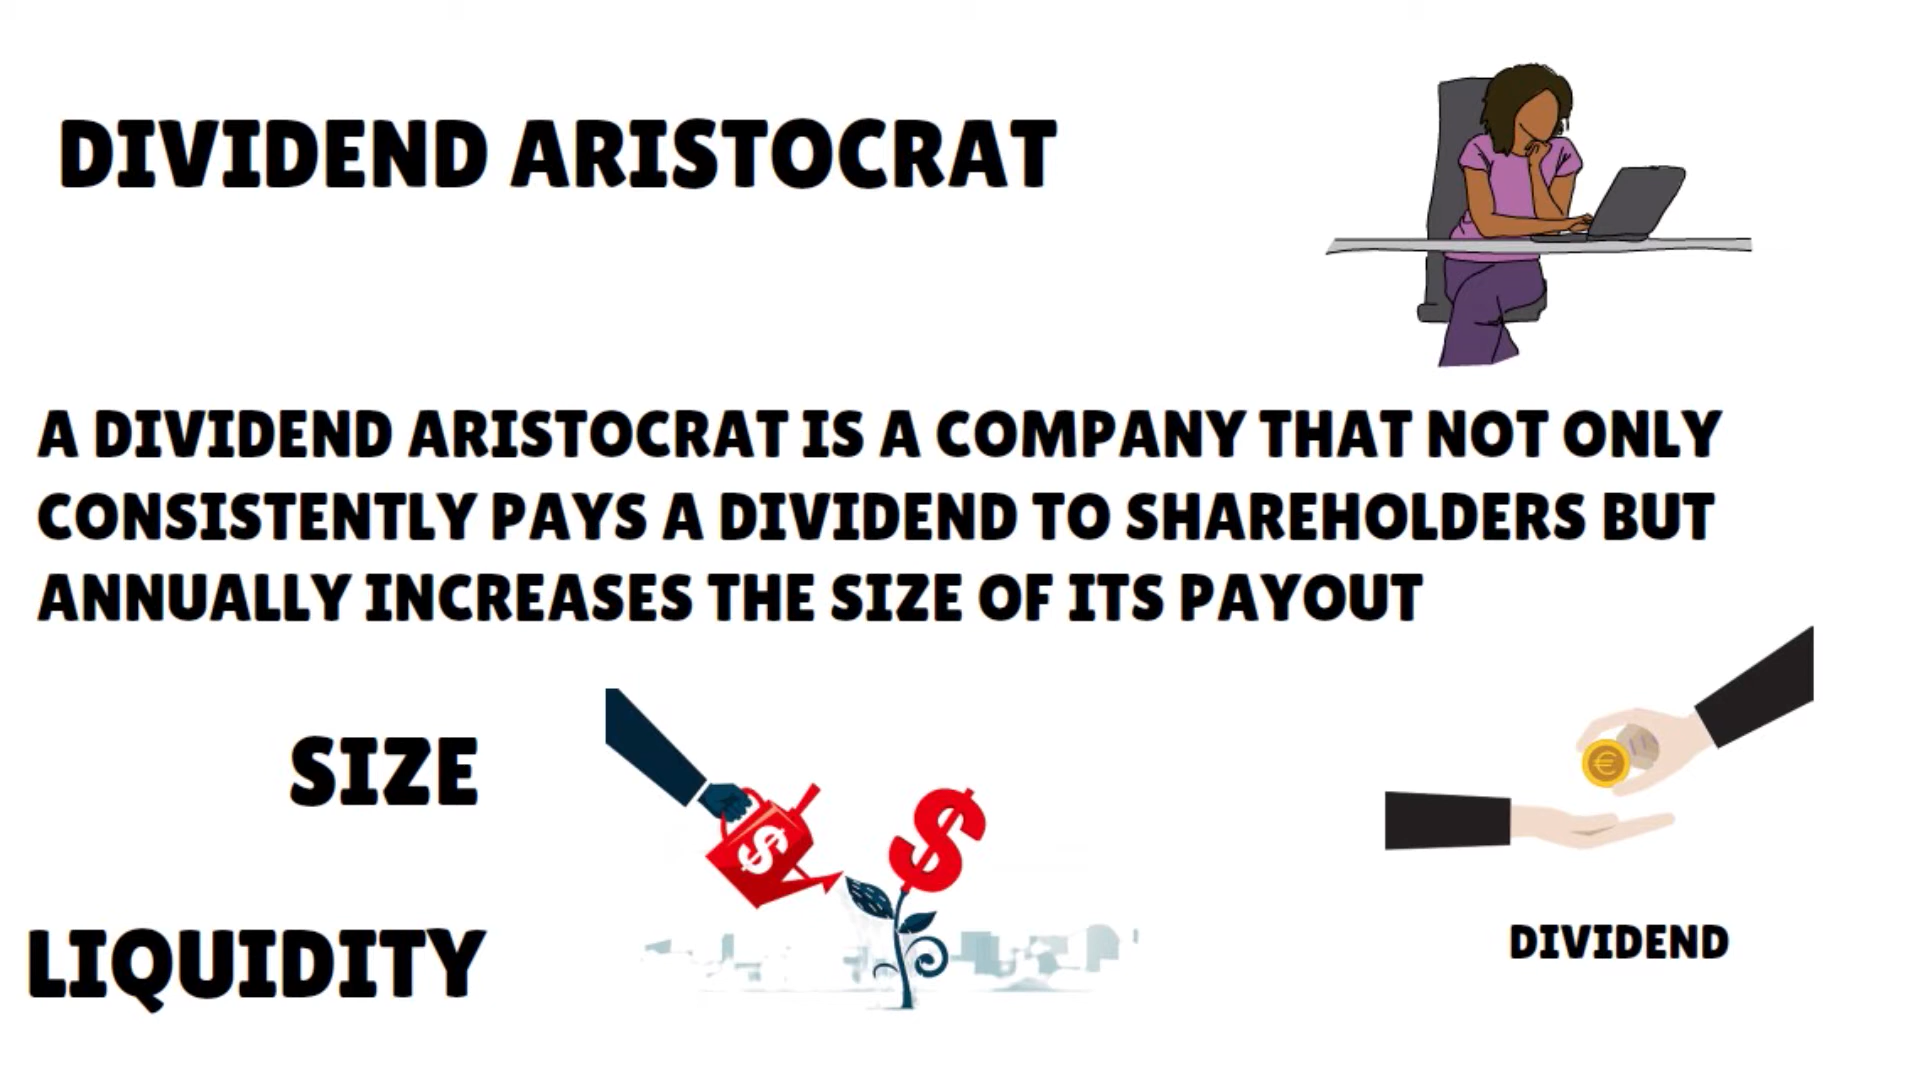 DIVIDEND ARISTOCRAT
A DIVIDEND ARISTOCRAT IS A COMPANY THAT NOT ONLY
CONSISTENTLY PAYS A DIVIDEND TO SHAREHOLDERS BUT
ANNUALLY INCREASES THE SIZE OF ITS PAYOUT
SIZE
$
$
€
LIQUIDITY
DIVIDEND